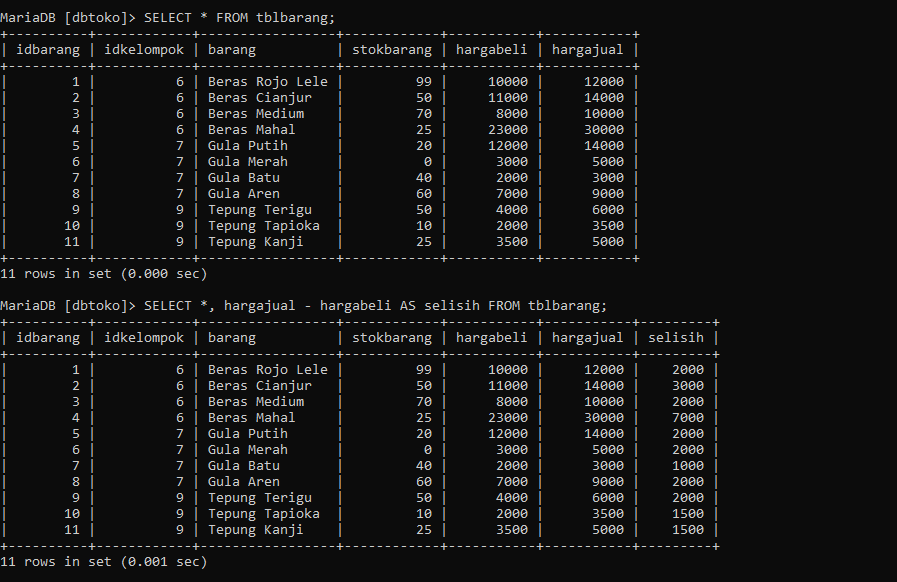 MariaDB [dbtoko]> SELECT * FROM tblbarang;
+----------+------------+-----------------+------------+-----------+-----------+
| idbarang | idkelompok | barang          | stokbarang | hargabeli | hargajual |
+----------+------------+-----------------+------------+-----------+-----------+
|        1 |          6 | Beras Rojo Lele |         99 |     10000 |     12000 |
|        2 |          6 | Beras Cianjur   |         50 |     11000 |     14000 |
|        3 |          6 | Beras Medium    |         70 |      8000 |     10000 |
|        4 |          6 | Beras Mahal     |         25 |     23000 |     30000 |
|        5 |          7 | Gula Putih      |         20 |     12000 |     14000 |
|        6 |          7 | Gula Merah      |          0 |      3000 |      5000 |
|        7 |          7 | Gula Batu       |         40 |      2000 |      3000 |
|        8 |          7 | Gula Aren       |         60 |      7000 |      9000 |
|        9 |          9 | Tepung Terigu   |         50 |      4000 |      6000 |
|       10 |          9 | Tepung Tapioka  |         10 |      2000 |      3500 |
|       11 |          9 | Tepung Kanji    |         25 |      3500 |      5000 |
+----------+------------+-----------------+------------+-----------+-----------+
11 rows in set (0.000 sec)
MariaDB [dbtoko]> SELECT *, hargajual - hargabeli AS selisih FROM tblbarang;
+----------+------------+-----------------+------------+-----------+-----------+---------+
| idbarang | idkelompok | barang          | stokbarang | hargabeli | hargajual | selisih |
+----------+------------+-----------------+------------+-----------+-----------+---------+
|        1 |          6 | Beras Rojo Lele |         99 |     10000 |     12000 |    2000 |
|        2 |          6 | Beras Cianjur   |         50 |     11000 |     14000 |    3000 |
|        3 |          6 | Beras Medium    |         70 |      8000 |     10000 |    2000 |
|        4 |          6 | Beras Mahal     |         25 |     23000 |     30000 |    7000 |
|        5 |          7 | Gula Putih      |         20 |     12000 |     14000 |    2000 |
|        6 |          7 | Gula Merah      |          0 |      3000 |      5000 |    2000 |
|        7 |          7 | Gula Batu       |         40 |      2000 |      3000 |    1000 |
|        8 |          7 | Gula Aren       |         60 |      7000 |      9000 |    2000 |
|        9 |          9 | Tepung Terigu   |         50 |      4000 |      6000 |    2000 |
|       10 |          9 | Tepung Tapioka  |         10 |      2000 |      3500 |    1500 |
|       11 |          9 | Tepung Kanji    |         25 |      3500 |      5000 |    1500 |
+----------+------------+-----------------+------------+-----------+-----------+---------+
11 rows in set (0.001 sec)